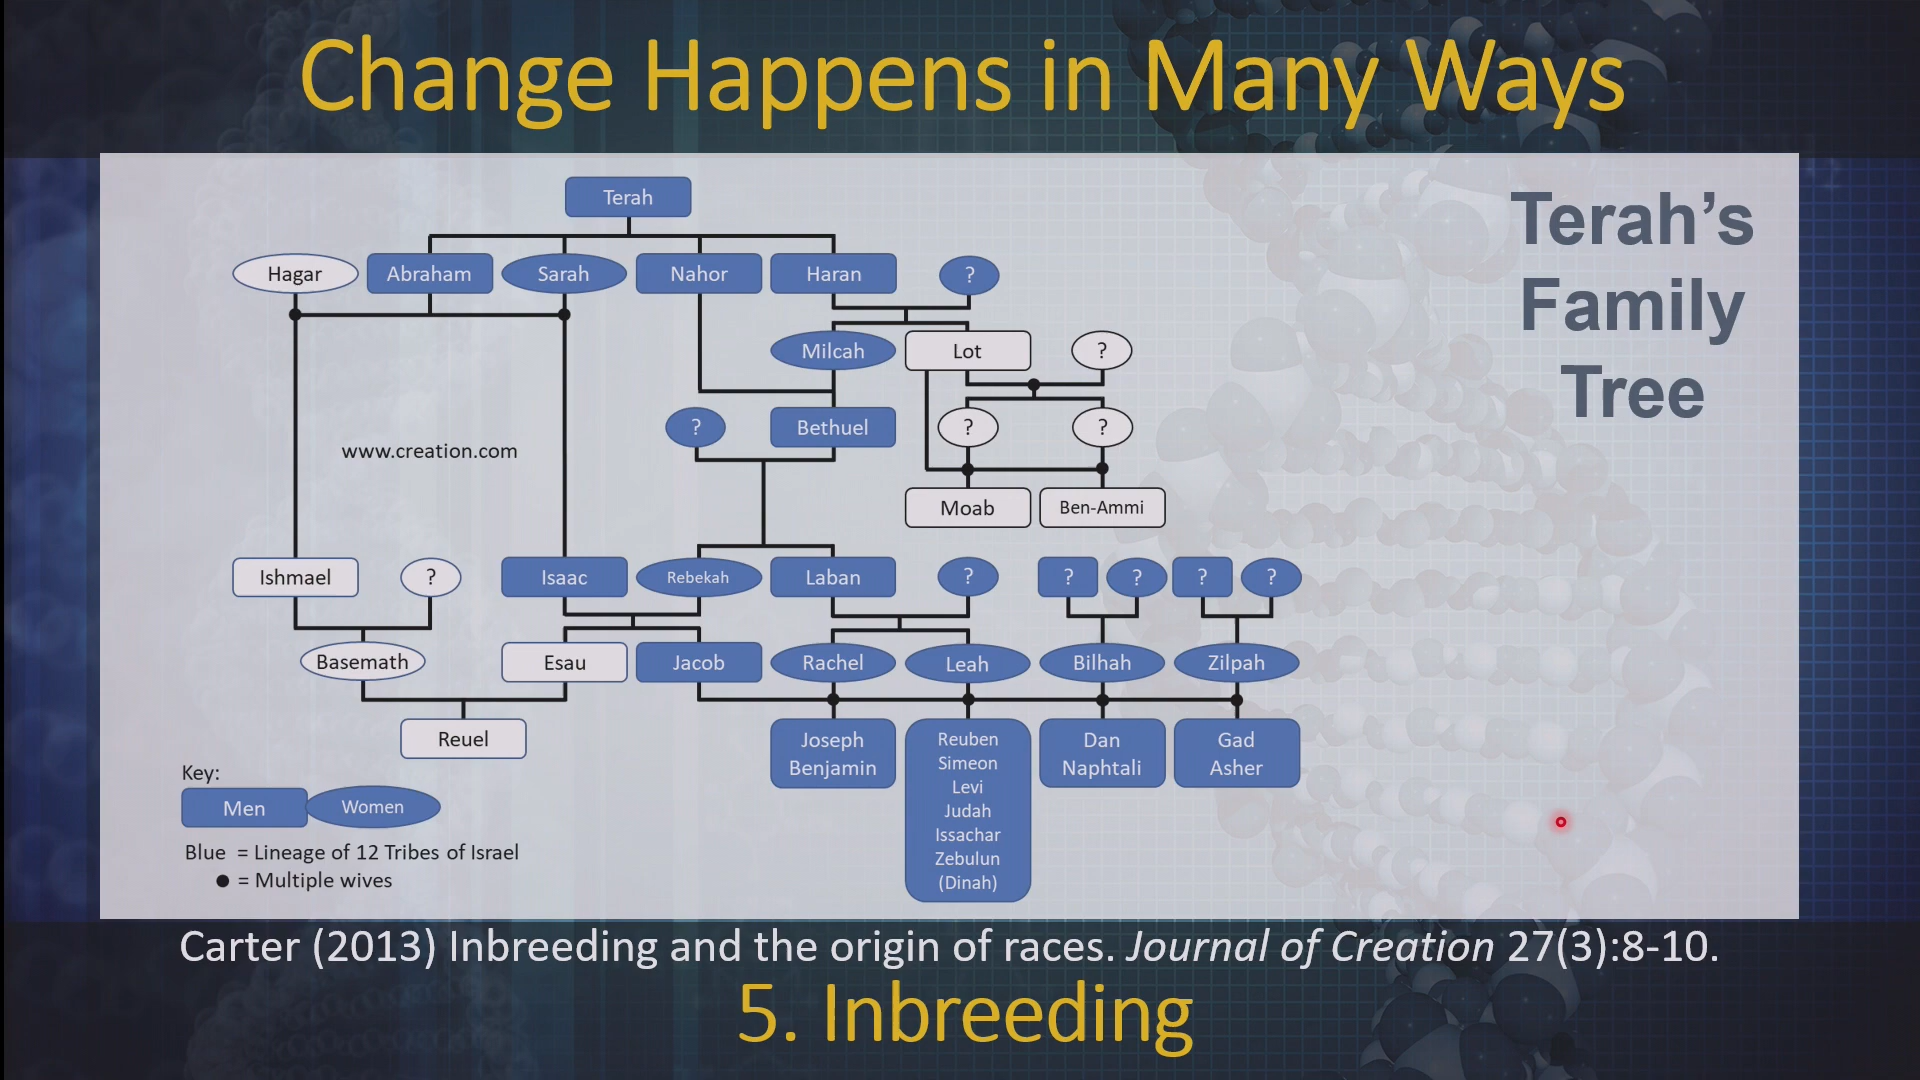 Change Happens in Many Ways
Terah's
Family
Tree
Terah
Hagar
Abraham
Sarah
Nahor
Haran
?
Milcah
Lot
?
?
Bethuel
?
?
www.creation.com
Moab
Ben-Ammi
Ishmael
?
Isaac
Rebekah
Laban
?
?
?
?
?
Basemath
Esau
Jacob
Rachel
Leah
Bilhah
Zilpah
Reuel
Joseph
Benjamin
Reuben
Simeon
Levi
Judah
Issachar
Zebulun
(Dinah)
Dan
Naphtali
Gad
Asher
Key:
Men
Women
Blue = Lineage of 12 Tribes of Israel
● = Multiple wives
Carter (2013) Inbreeding and the origin of races. Journal of Creation 27(3):8-10.
5. Inbreeding